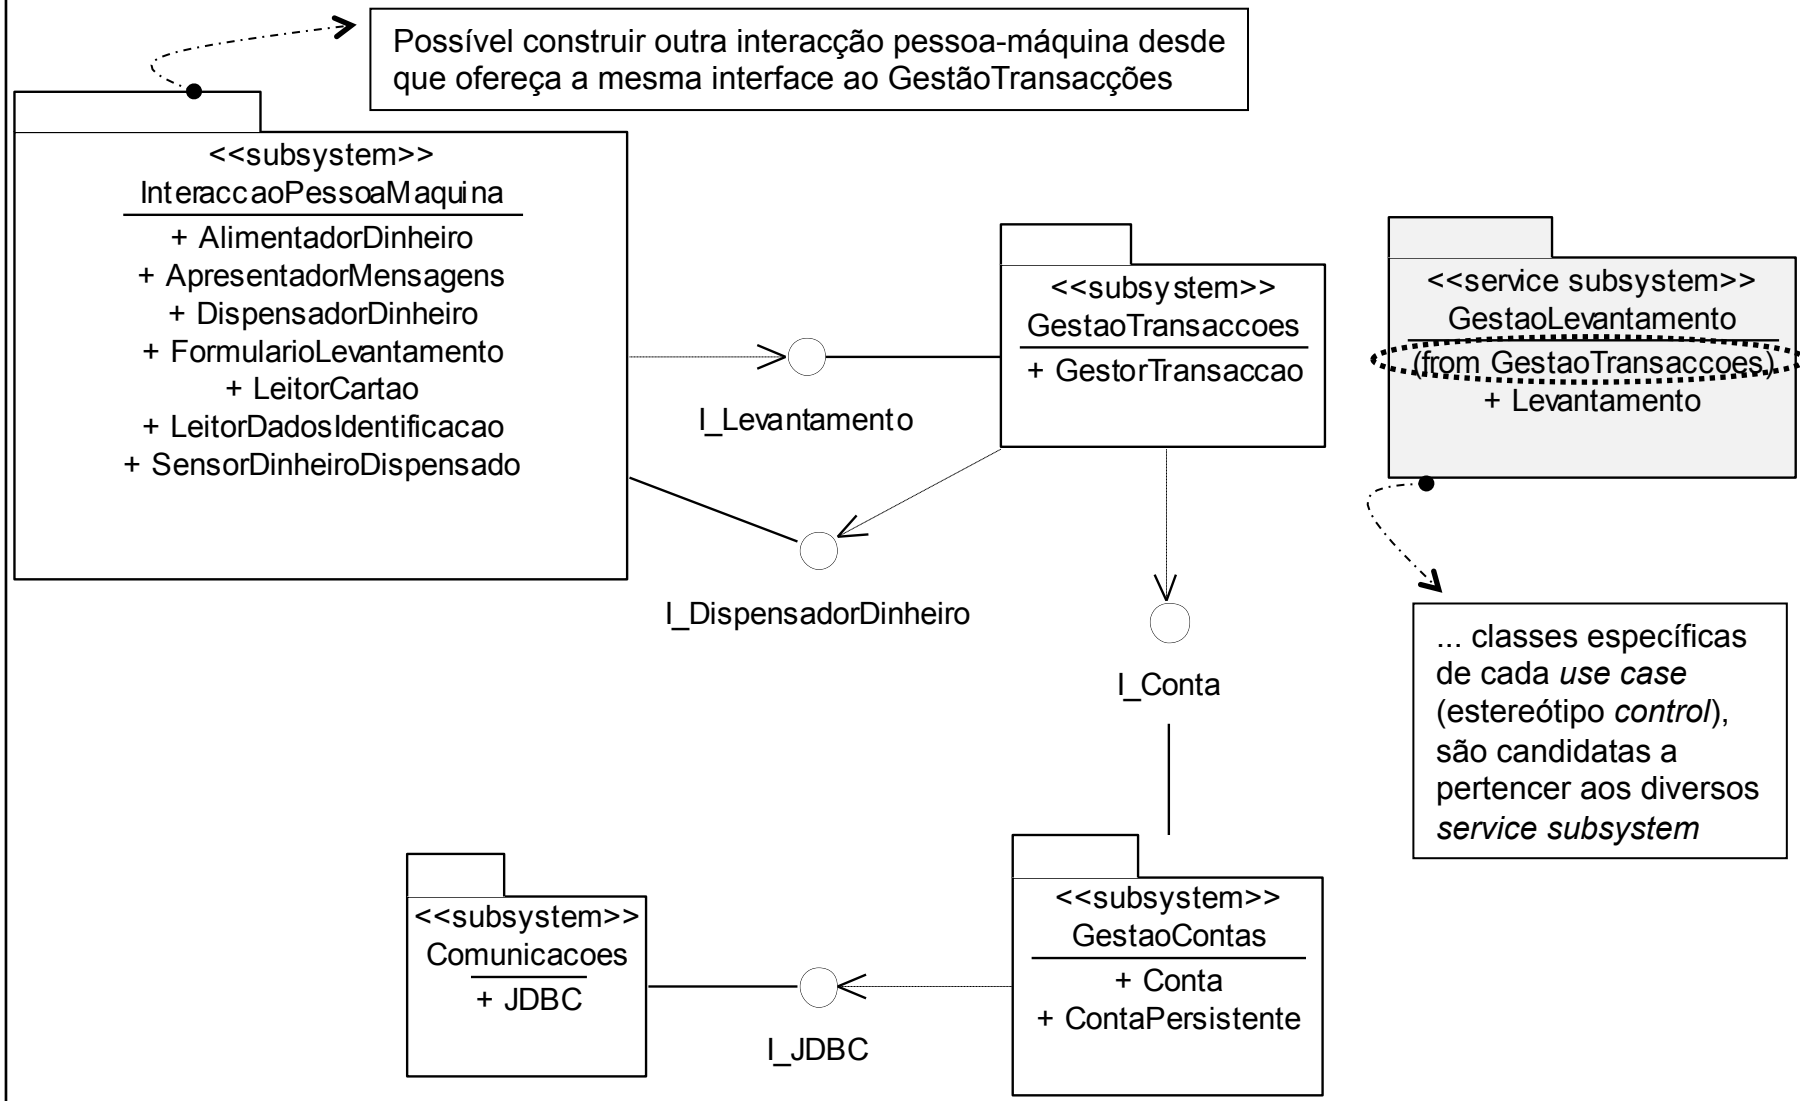 Possível construir outra interacção pessoa-máquina desde
que ofereça a mesma interface ao GestãoTransacções
<<subsystem>>
InteraccaoPessoaMaquina
+ AlimentadorDinheiro
+ ApresentadorMensagens
+ DispensadorDinheiro
+ FormularioLevantamento
+ LeitorCartao
+ LeitorDadosIdentificacao
+ SensorDinheiroDispensado
I_Levantamento
<<subsystem>>
GestaoTransaccoes
+ GestorTransaccao
<<service subsystem>>
GestaoLevantamento
(from GestaoTransaccoes)
+ Levantamento
I_DispensadorDinheiro
I_Conta
... classes específicas
de cada use case
(estereótipo control),
são candidatas a
pertencer aos diversos
service subsystem
<<subsystem>>
Comunicacoes
+ JDBC
I_JDBC
<<subsystem>>
GestaoContas
+ Conta
+ ContaPersistente